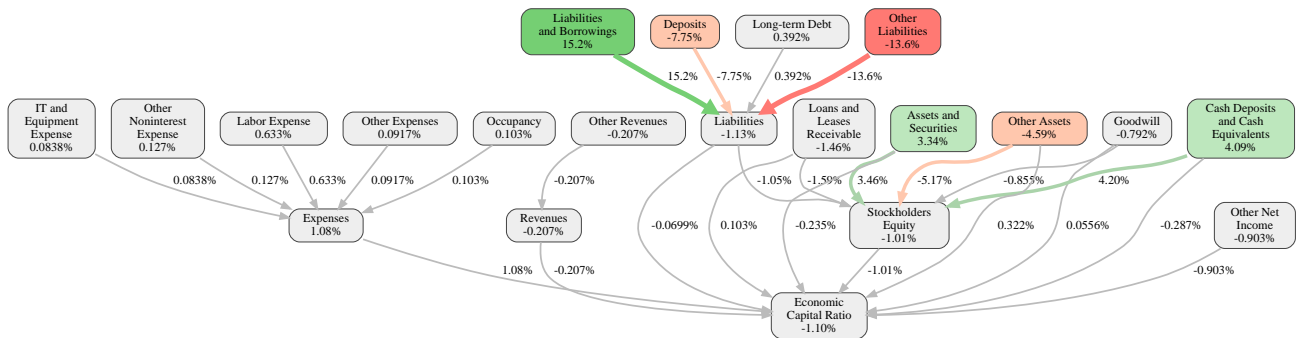 Liabilities
and Borrowings
15.2%
Deposits
-7.75%
Long-term Debt
0.392%
Other
Liabilities
-13.6%
15.2%
-7.75%
0.392%
-13.6%
IT and
Equipment
Expense
0.0838%
Other
Noninterest
Expense
0.127%
Labor Expense
0.633%
Other Expenses
0.0917%
Occupancy
0.103%
Other Revenues
-0.207%
Liabilities
-1.13%
Loans and
Leases
Receivable
-1.46%
Assets and
Securities
3.34%
Other Assets
-4.59%
Goodwill
-0.792%
Cash Deposits
and Cash
Equivalents
4.09%
0.0838%
0.127%
0.633%
0.0917%
0.103%
-0.207%
-1.05%
-1.59%
3.46%
-5.17%
-0.855%
4.20%
Expenses
1.08%
Revenues
-0.207%
-0.0699%
0.103%
-0.235%
Stockholders
Equity
-1.01%
0.322%
0.0556%
-0.287%
Other Net
Income
-0.903%
1.08%
-0.207%
-1.01%
-0.903%
Economic
Capital Ratio
-1.10%